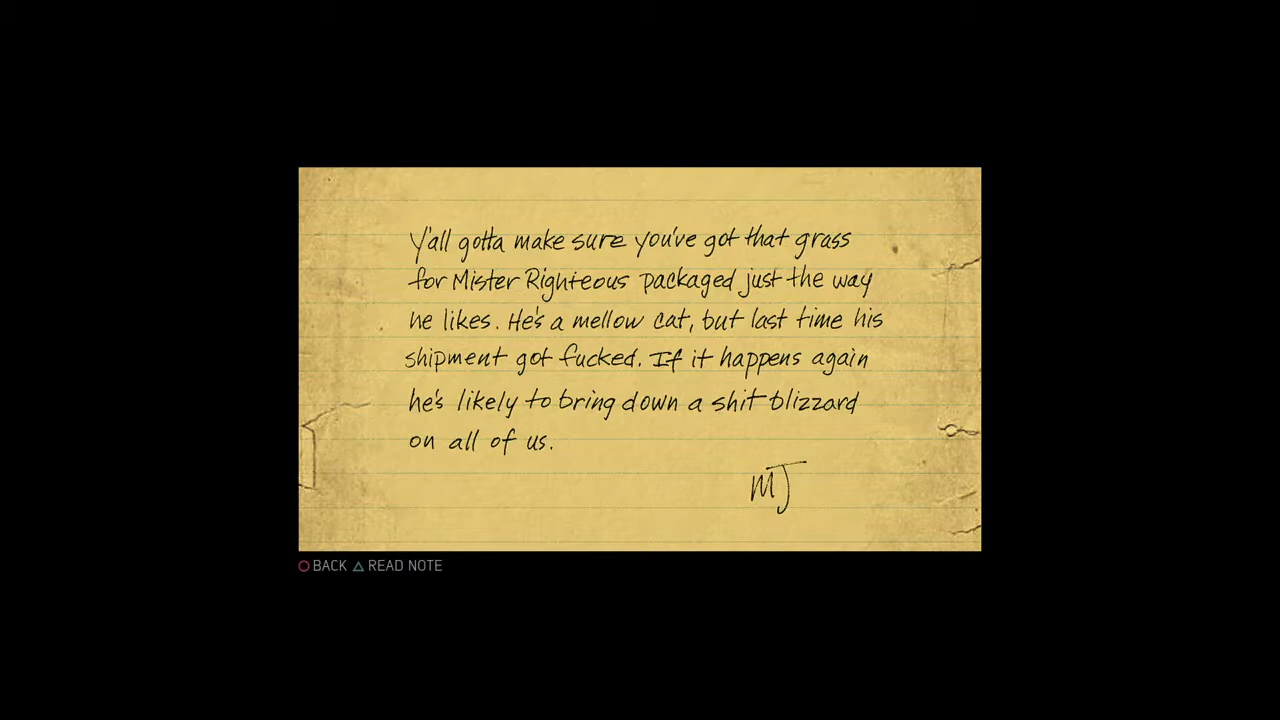 Y'all gotta make sure you've got that grass
for Mister Righteous packaged just the way
he likes. He's a mellow cat, but last time his
shipment got fucked. If it happens again
he's likely to bring down a shit blizzard
on all of us.
MJ
BACK READ NOTE